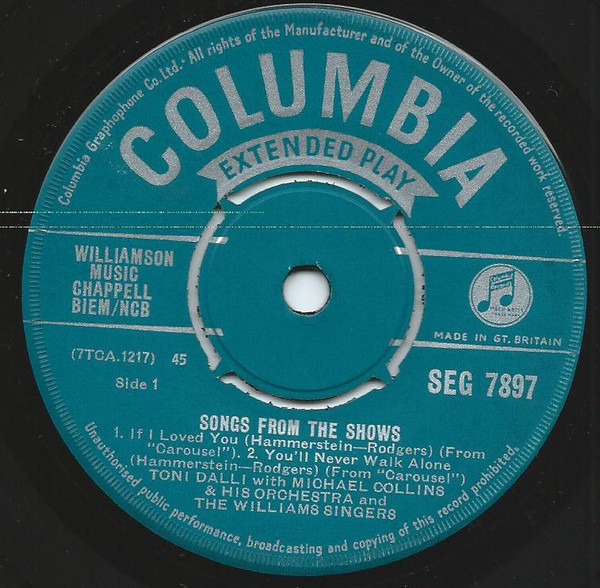 Columbia Graphophone Co. Ltd. · All rights of the Manufacturer and of the Owner of the recorded work reserved.
COLUMBIA
EXTENDED PLAY
WILLIAMSON
MUSIC
CHAPPELL
BIEM/NCB
MADE IN GT. BRITAIN
(7TCA.1217) 45
Side 1
SEG 7897
SONGS FROM THE SHOWS
1. If I Loved You (Hammerstein—Rodgers) (From
"Carousel"). 2. You'll Never Walk Alone
(Hammerstein—Rodgers) (From "Carousel")
TONI DALLI with MICHAEL COLLINS
& HIS ORCHESTRA and
THE WILLIAMS SINGERS
Unauthorised public performance, broadcasting and copying of this record prohibited.